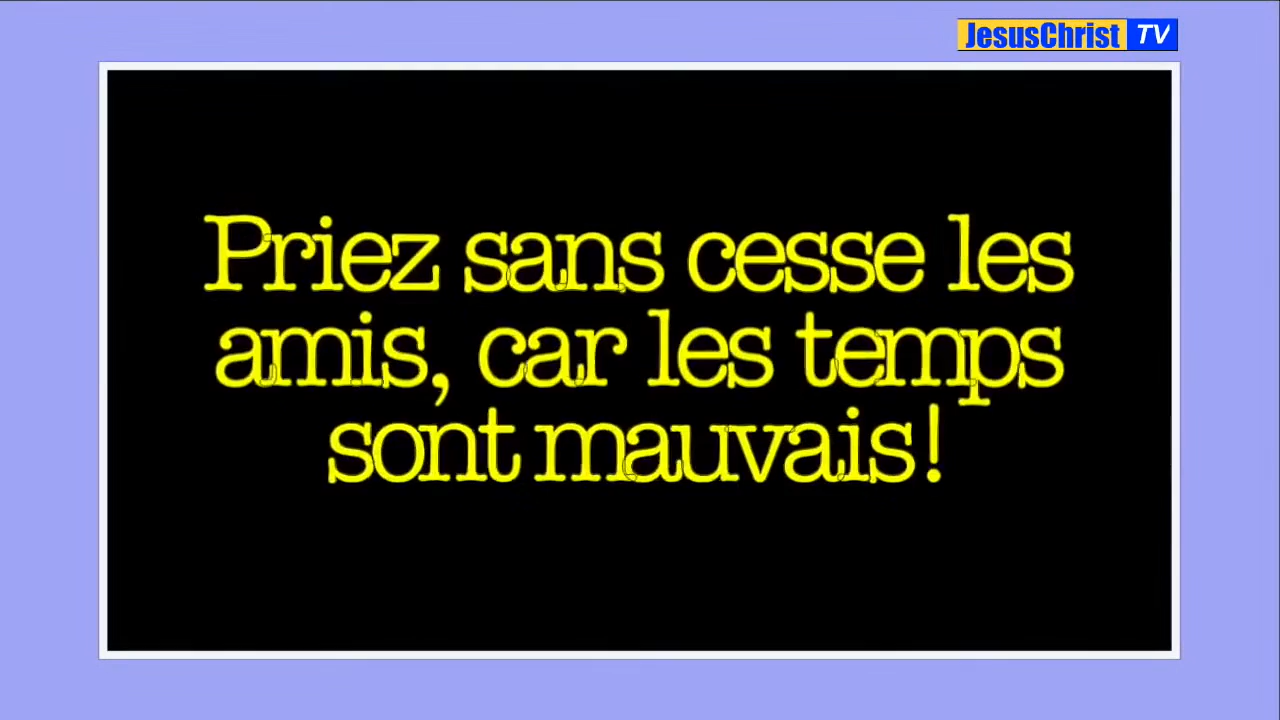 JesusChrist TV
Priez sans cesse les
amis, car les temps
sont mauvais!